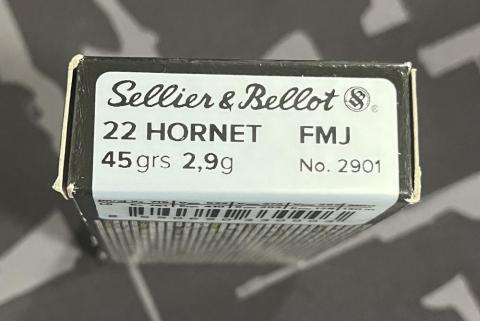 Sellier & Bellot
22 HORNET FMJ
45grs 2,9g No. 2901